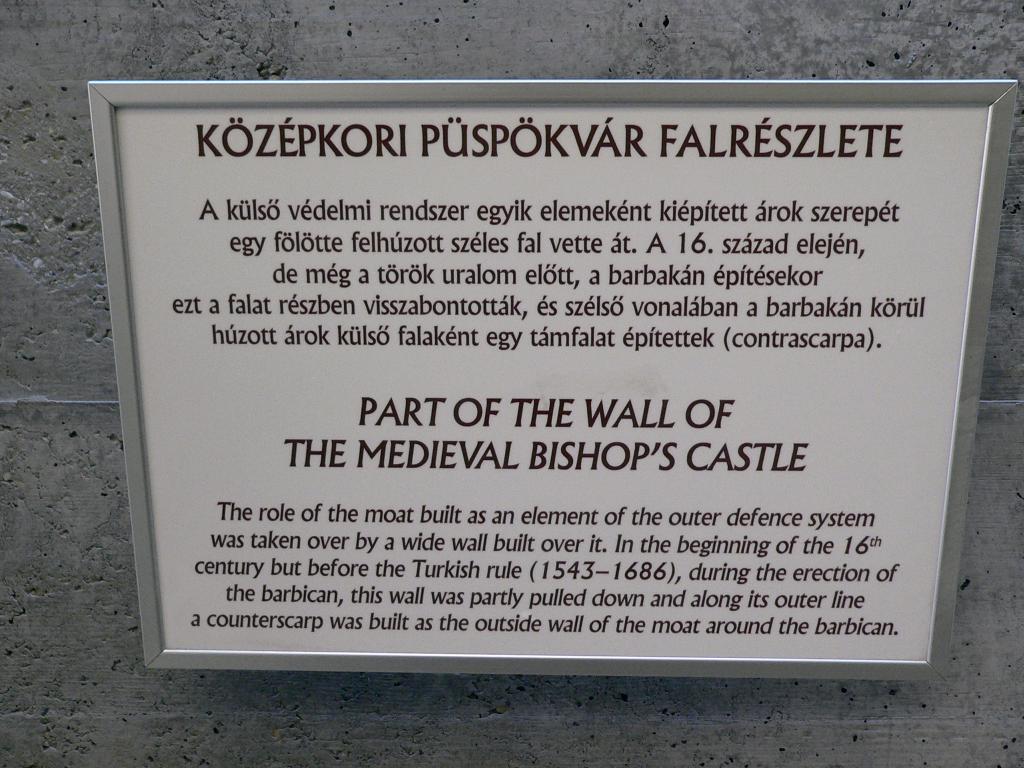 KÖZÉPKORI PÜSPÖKVÁR FALRÉSZLETE
A külső védelmi rendszer egyik elemeként kiépített árok szerepét
egy fölötte felhúzott széles fal vette át. A 16. század elején,
de még a török uralom előtt, a barbakán építésekor
ezt a falat részben visszabontották, és szélső vonalában a barbakán körül
húzott árok külső falaként egy támfalat építettek (contrascarpa).
PART OF THE WALL OF
THE MEDIEVAL BISHOP'S CASTLE
The role of the moat built as an element of the outer defence system
was taken over by a wide wall built over it. In the beginning of the 16th
century but before the Turkish rule (1543–1686), during the erection of
the barbican, this wall was partly pulled down and along its outer line
a counterscarp was built as the outside wall of the moat around the barbican.